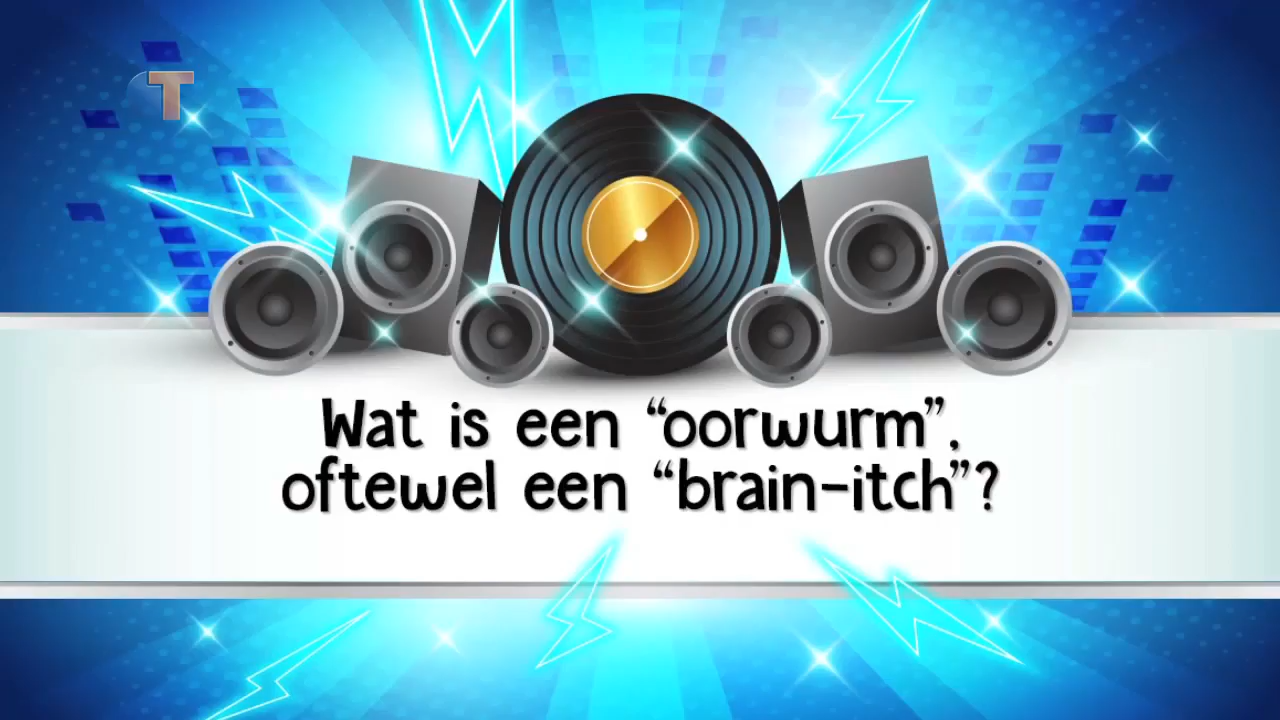 T
Wat is een “oorwurm”,
oftewel een “brain-itch”?